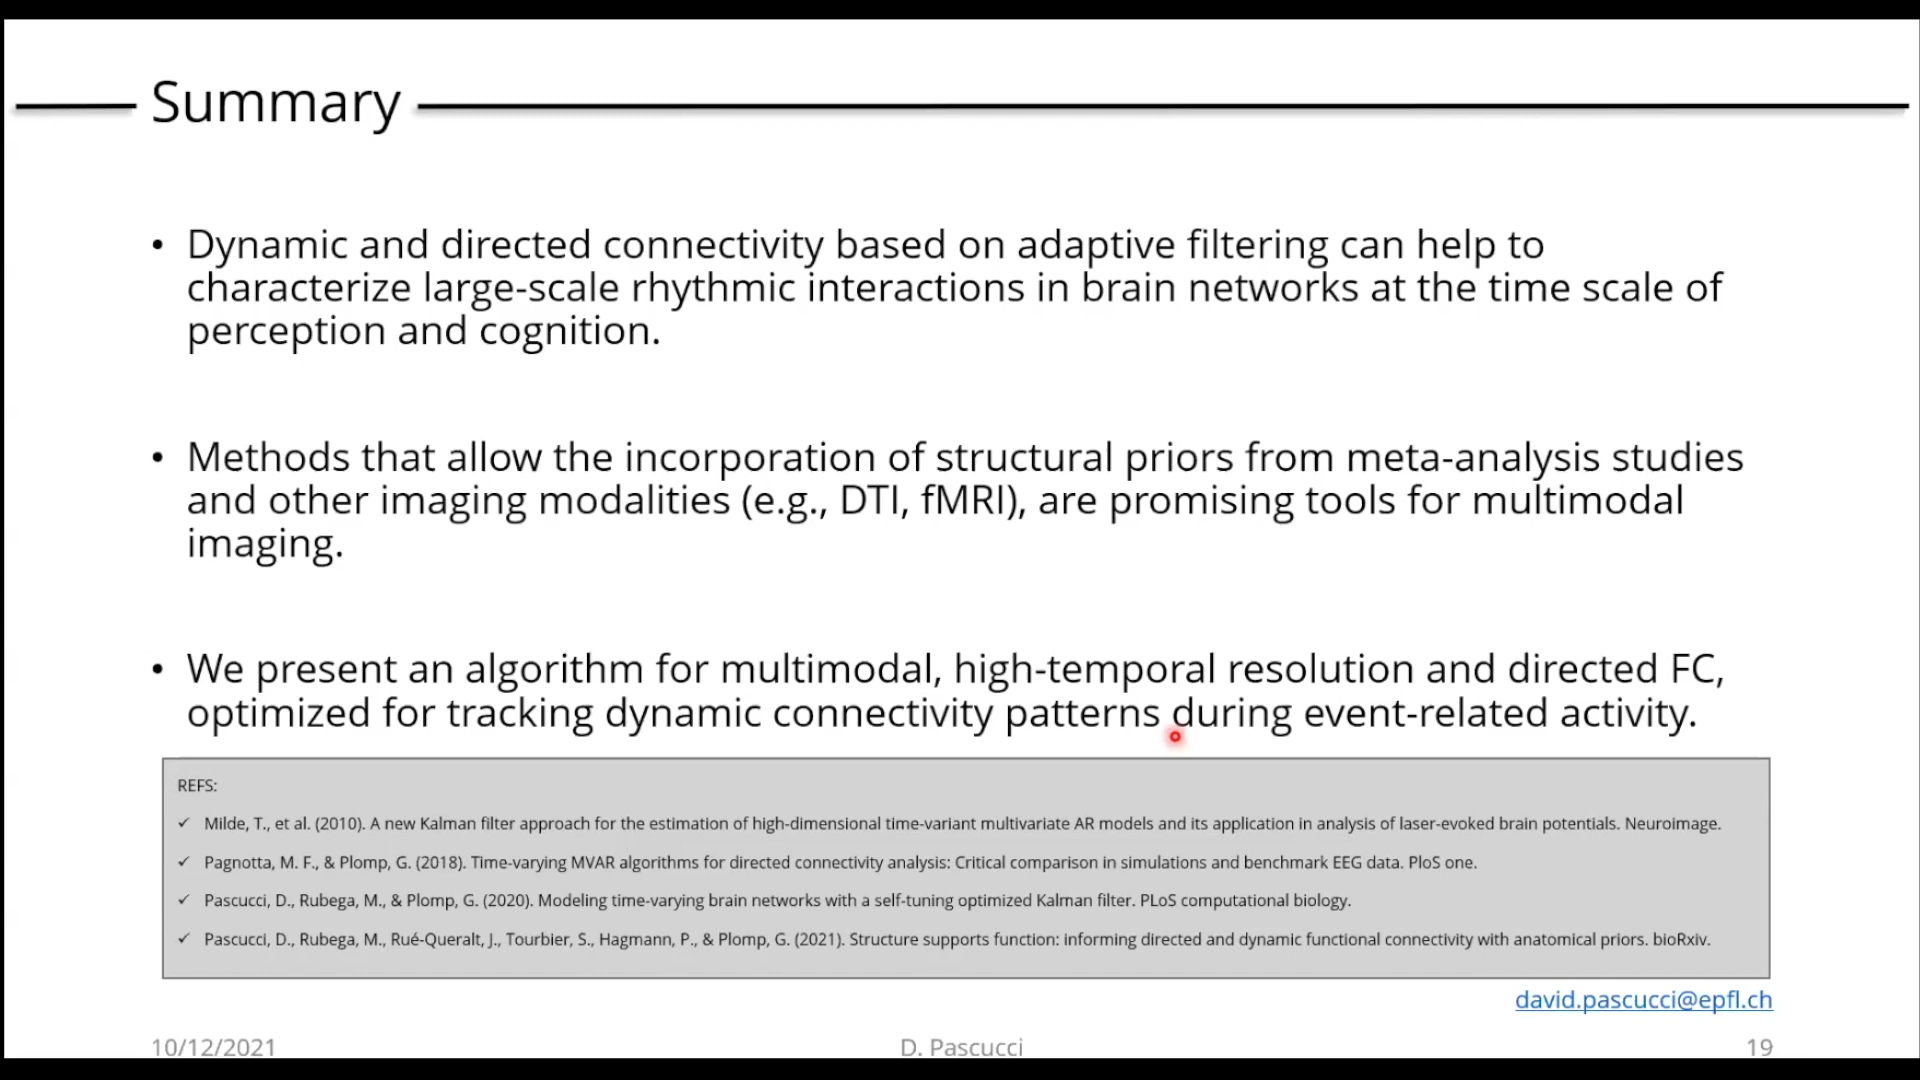 Summary
• Dynamic and directed connectivity based on adaptive filtering can help to
characterize large-scale rhythmic interactions in brain networks at the time scale of
perception and cognition.
• Methods that allow the incorporation of structural priors from meta-analysis studies
and other imaging modalities (e.g., DTI, fMRI), are promising tools for multimodal
imaging.
• We present an algorithm for multimodal, high-temporal resolution and directed FC,
optimized for tracking dynamic connectivity patterns during event-related activity.
REFS:
✓ Milde, T., et al. (2010). A new Kalman filter approach for the estimation of high-dimensional time-variant multivariate AR models and its application in analysis of laser-evoked brain potentials. Neuroimage.
✓ Pagnotta, M. F., & Plomp, G. (2018). Time-varying MVAR algorithms for directed connectivity analysis: Critical comparison in simulations and benchmark EEG data. PloS one.
✓ Pascucci, D., Rubega, M., & Plomp, G. (2020). Modeling time-varying brain networks with a self-tuning optimized Kalman filter. PLoS computational biology.
✓ Pascucci, D., Rubega, M., Rué-Queralt, J., Tourbier, S., Hagmann, P., & Plomp, G. (2021). Structure supports function: informing directed and dynamic functional connectivity with anatomical priors. bioRxiv.
david.pascucci@epfl.ch
10/12/2021
D. Pascucci
19